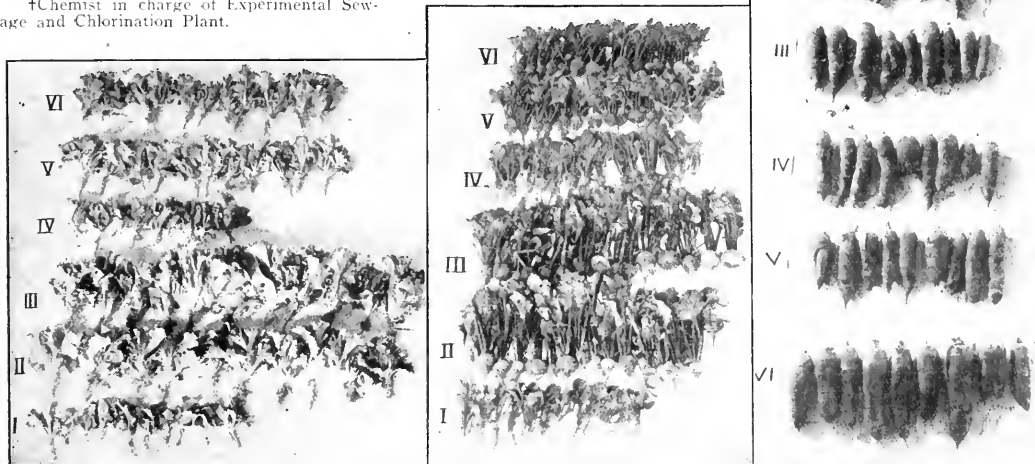 †Chemist in charge of Experimental Sew-
age and Chlorination Plant.
VI
V
IV
III
II
I
VI
V
IV
III
II
I
III
IV
V
VI